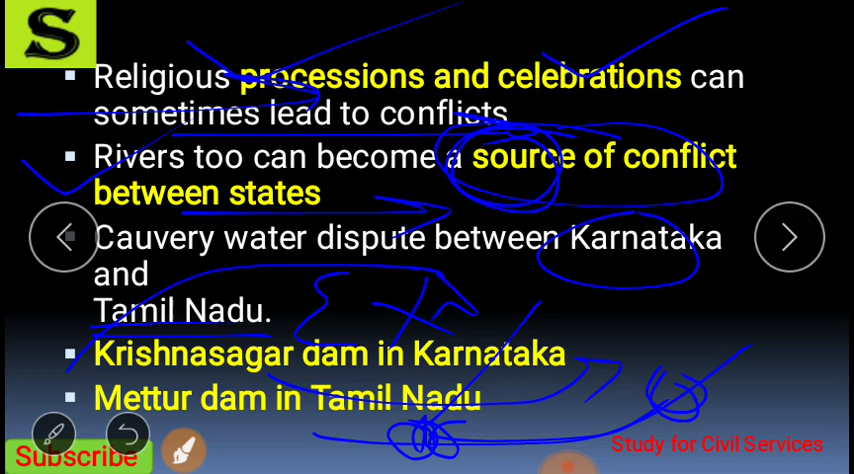 S
Religious processions and celebrations can
sometimes lead to conflicts
Rivers too can become a source of conflict
between states
Cauvery water dispute between Karnataka
and
Tamil Nadu.
Krishnasagar dam in Karnataka
Mettur dam in Tamil Nadu
Subscribe
Study for Civil Services